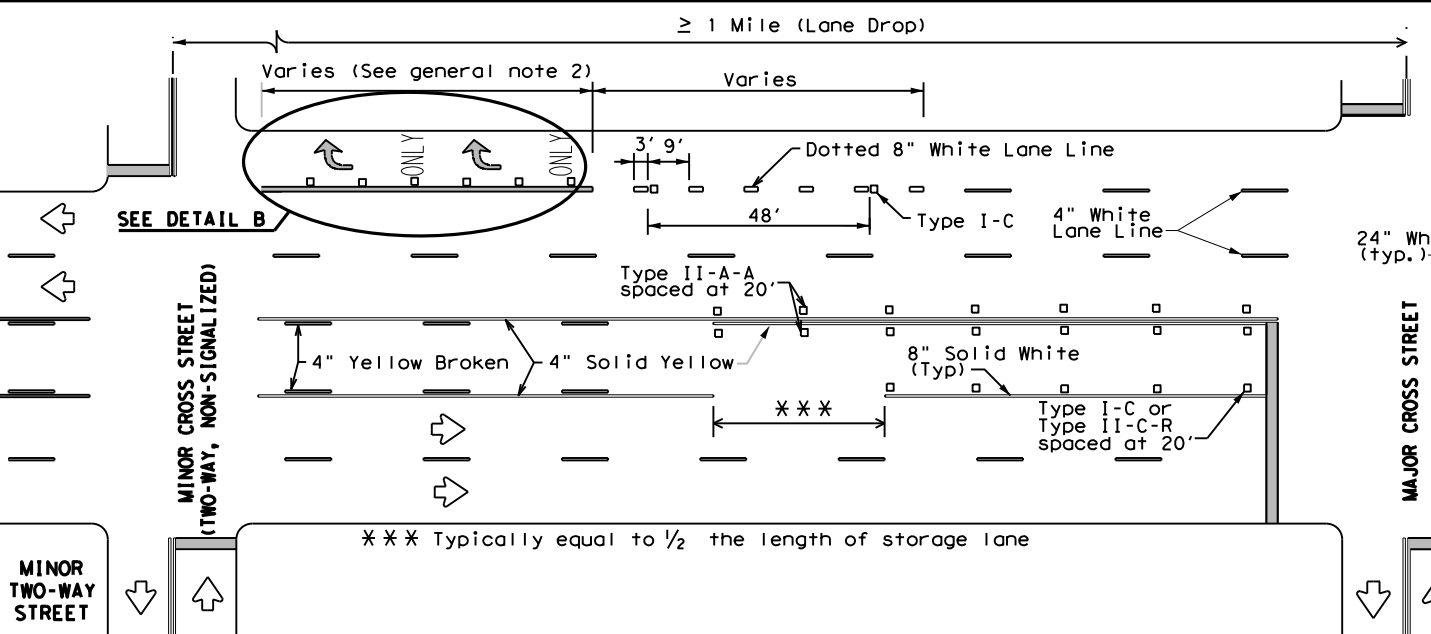 ≥ 1 Mile (Lane Drop)
Varies (See general note 2)
Varies
ONLY
ONLY
3' 9'
Dotted 8" White Lane Line
SEE DETAIL B
48'
Type I-C
4" White
Lane Line
24" Wh
(typ.)
Type II-A-A
spaced at 20'
MINOR CROSS STREET
(TWO-WAY, NON-SIGNALIZED)
4" Yellow Broken
4" Solid Yellow
8" Solid White
(Typ)
MAJOR CROSS STREET
***
Type I-C or
Type II-C-R
spaced at 20'
*** Typically equal to ½ the length of storage lane
MINOR
TWO-WAY
STREET